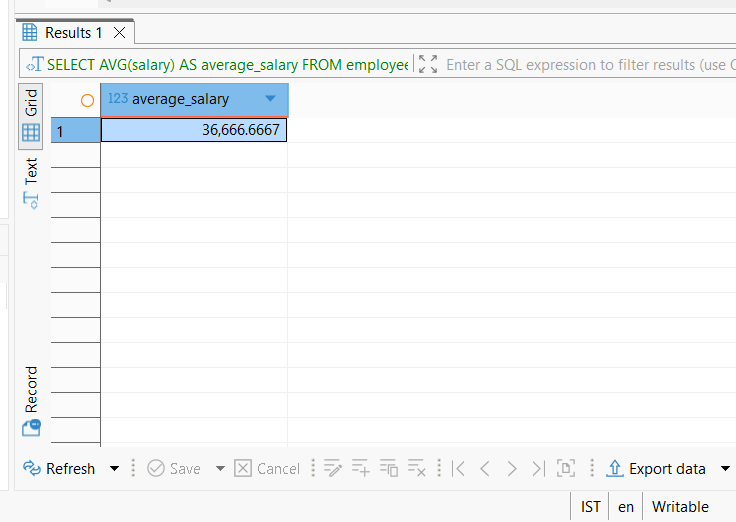 Results 1
SELECT AVG(salary) AS average_salary FROM employee
Enter a SQL expression to filter results (use
Grid
Text
Record
123 average_salary
1 36,666.6667
Refresh Save Cancel Export data
IST en Writable